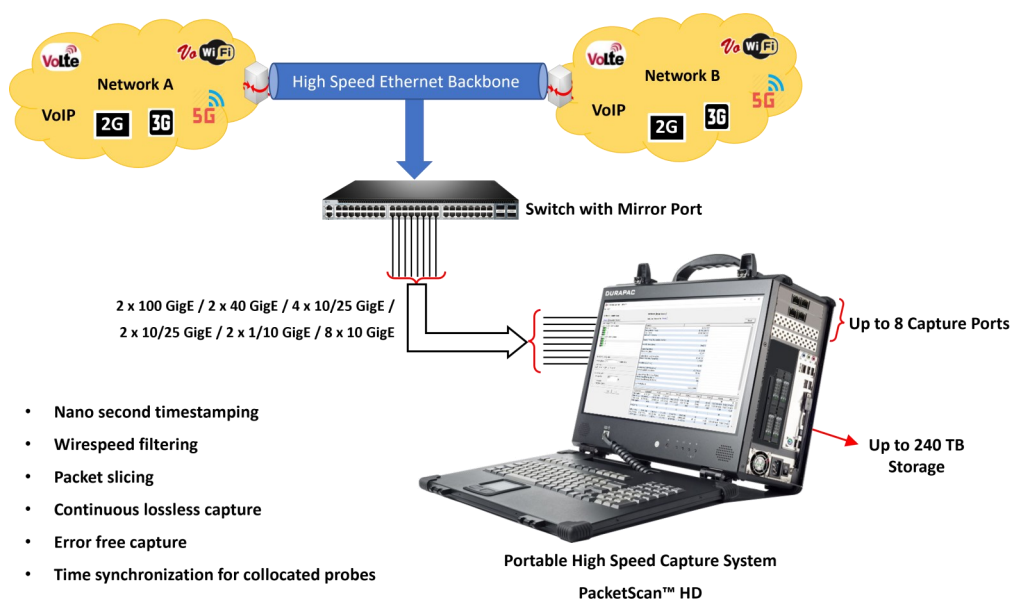 VoLte
Vo WiFi
Network A
VoIP
2G
3G
5G
High Speed Ethernet Backbone
VoLte
Vo WiFi
Network B
VoIP
2G
3G
5G
Switch with Mirror Port
2 x 100 GigE / 2 x 40 GigE / 4 x 10/25 GigE /
2 x 10/25 GigE / 2 x 1/10 GigE / 8 x 10 GigE
DURAPAC
Up to 8 Capture Ports
Up to 240 TB
Storage
• Nano second timestamping
• Wirespeed filtering
• Packet slicing
• Continuous lossless capture
• Error free capture
• Time synchronization for collocated probes
Portable High Speed Capture System
PacketScan™ HD